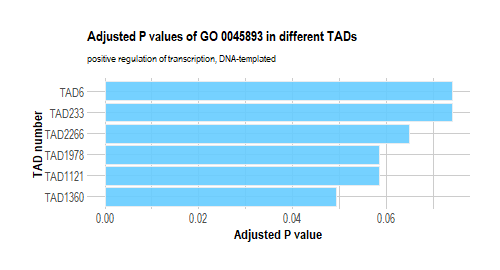 Adjusted P values of GO 0045893 in different TADs
positive regulation of transcription, DNA-templated
TAD number
TAD6
TAD233
TAD2266
TAD1978
TAD1121
TAD1360
0.00 0.02 0.04 0.06
Adjusted P value